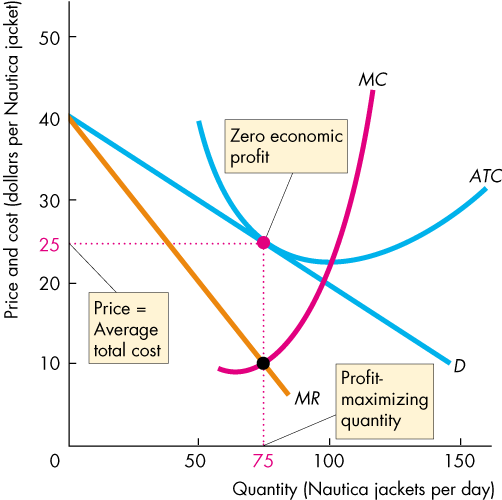 Price and cost (dollars per Nautica jacket)
50
40
30
25
20
10
0
MC
ATC
Zero economic
profit
Price =
Average
total cost
D
MR
Profit-
maximizing
quantity
50
75
100
150
Quantity (Nautica jackets per day)